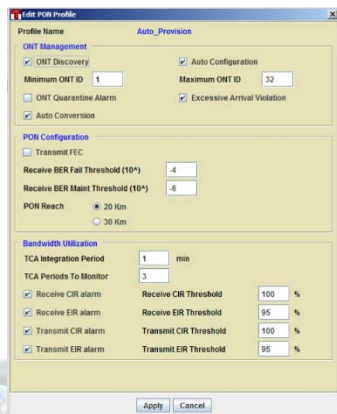 Edit PON Profile
Profile Name Auto_Provision
ONT Management
ONT Discovery Auto Configuration
Minimum ONT ID 1 Maximum ONT ID 32
ONT Quarantine Alarm Excessive Arrival Violation
Auto Conversion
PON Configuration
Transmit FEC
Receive BER Fail Threshold (10^) -4
Receive BER Maint Threshold (10^) -6
PON Reach 20 Km
30 Km
Bandwidth Utilization
TCA Integration Period 1 min
TCA Periods To Monitor 3
Receive CIR alarm Receive CIR Threshold 100 %
Receive EIR alarm Receive EIR Threshold 95 %
Transmit CIR alarm Transmit CIR Threshold 100 %
Transmit EIR alarm Transmit EIR Threshold 95 %
Apply Cancel